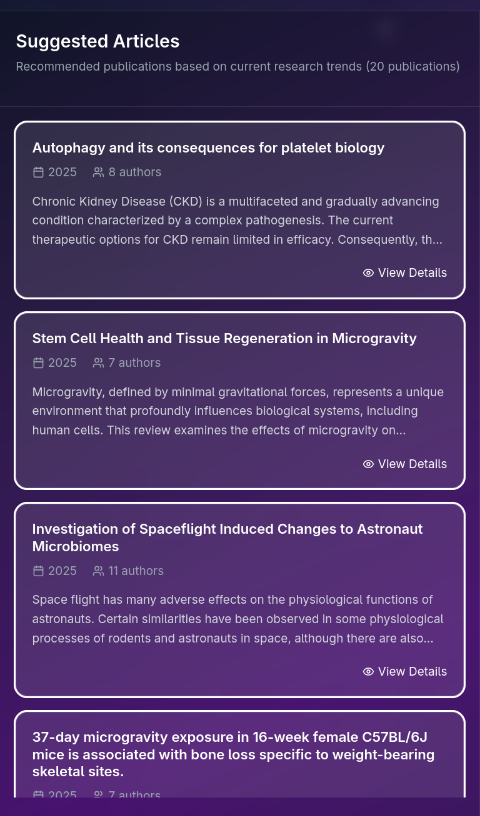 Suggested Articles
Recommended publications based on current research trends (20 publications)
Autophagy and its consequences for platelet biology
2025 8 authors
Chronic Kidney Disease (CKD) is a multifaceted and gradually advancing
condition characterized by a complex pathogenesis. The current
therapeutic options for CKD remain limited in efficacy. Consequently, th...
View Details
Stem Cell Health and Tissue Regeneration in Microgravity
2025 7 authors
Microgravity, defined by minimal gravitational forces, represents a unique
environment that profoundly influences biological systems, including
human cells. This review examines the effects of microgravity on...
View Details
Investigation of Spaceflight Induced Changes to Astronaut
Microbiomes
2025 11 authors
Space flight has many adverse effects on the physiological functions of
astronauts. Certain similarities have been observed in some physiological
processes of rodents and astronauts in space, although there are also...
View Details
37-day microgravity exposure in 16-week female C57BL/6J
mice is associated with bone loss specific to weight-bearing
skeletal sites.
2025 7 authors